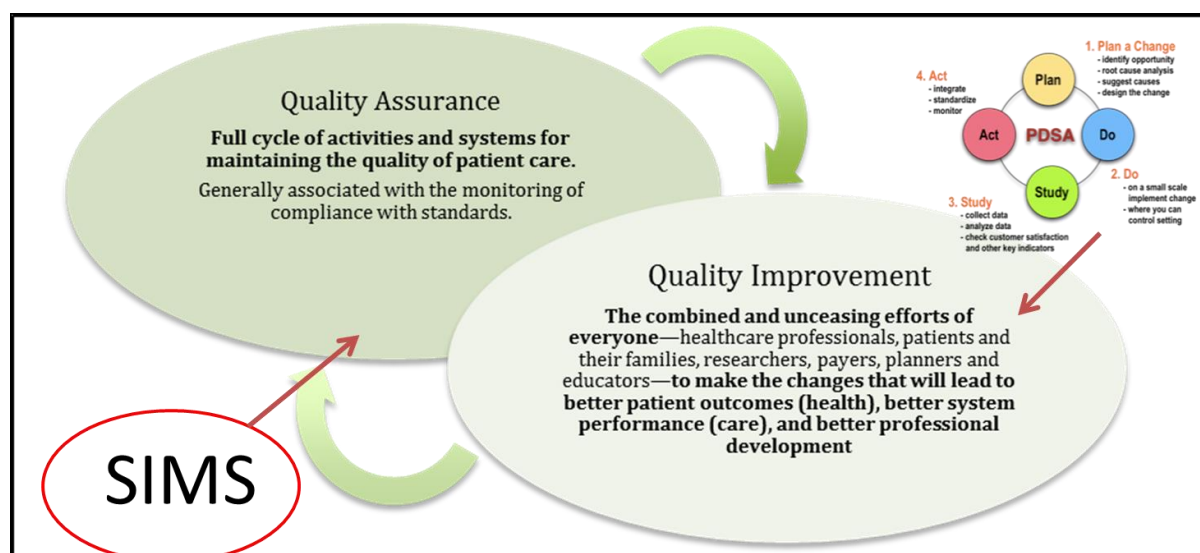 Quality Assurance
Full cycle of activities and systems for
maintaining the quality of patient care.
Generally associated with the monitoring of
compliance with standards.
1. Plan a Change
- identify opportunity
- root cause analysis
- suggest causes
- design the change
4. Act
- integrate
- standardize
- monitor
Plan
Act
PDSA
Do
Study
2. Do
- on a small scale
implement change
- where you can
control setting
3. Study
- collect data
- analyze data
- check customer satisfaction
and other key indicators
Quality Improvement
The combined and unceasing efforts of
everyone—healthcare professionals, patients and
their families, researchers, payers, planners and
educators—to make the changes that will lead to
better patient outcomes (health), better system
performance (care), and better professional
development
SIMS